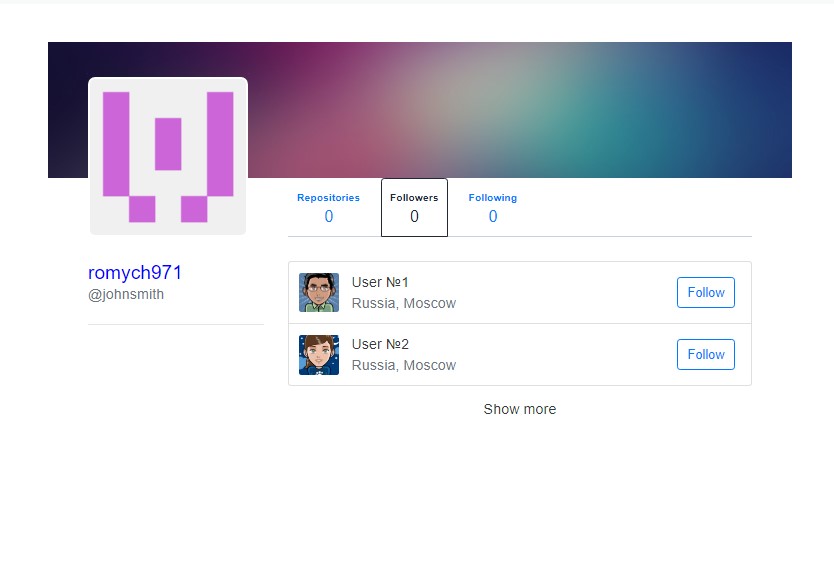 Repositories Followers Following
0 0 0
romych971
@johnsmith
User №1
Russia, Moscow
Follow
User №2
Russia, Moscow
Follow
Show more